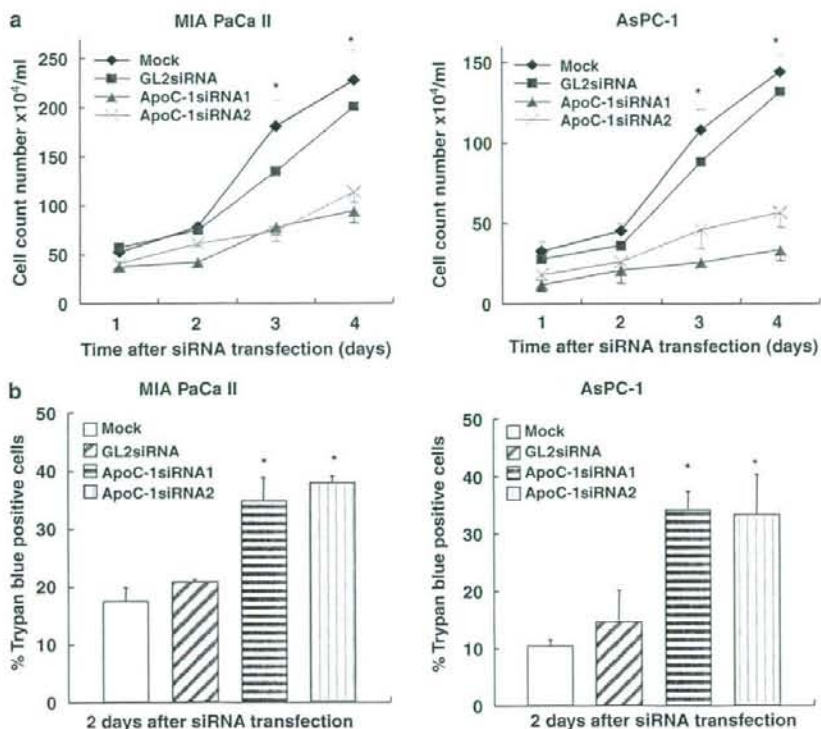 a
MIA PaCa II
Cell count number x10⁴/ml
250
200
150
100
50
0
Mock
GL2siRNA
ApoC-1siRNA1
ApoC-1siRNA2
*
*
1 2 3 4
Time after siRNA transfection (days)
AsPC-1
Cell count number x10⁴/ml
150
100
50
0
Mock
GL2siRNA
ApoC-1siRNA1
ApoC-1siRNA2
*
*
1 2 3 4
Time after siRNA transfection (days)
b
MIA PaCa II
% Trypan blue positive cells
50
40
30
20
10
0
Mock
GL2siRNA
ApoC-1siRNA1
ApoC-1siRNA2
*
*
2 days after siRNA transfection
AsPC-1
% Trypan blue positive cells
50
40
30
20
10
0
Mock
GL2siRNA
ApoC-1siRNA1
ApoC-1siRNA2
*
*
2 days after siRNA transfection